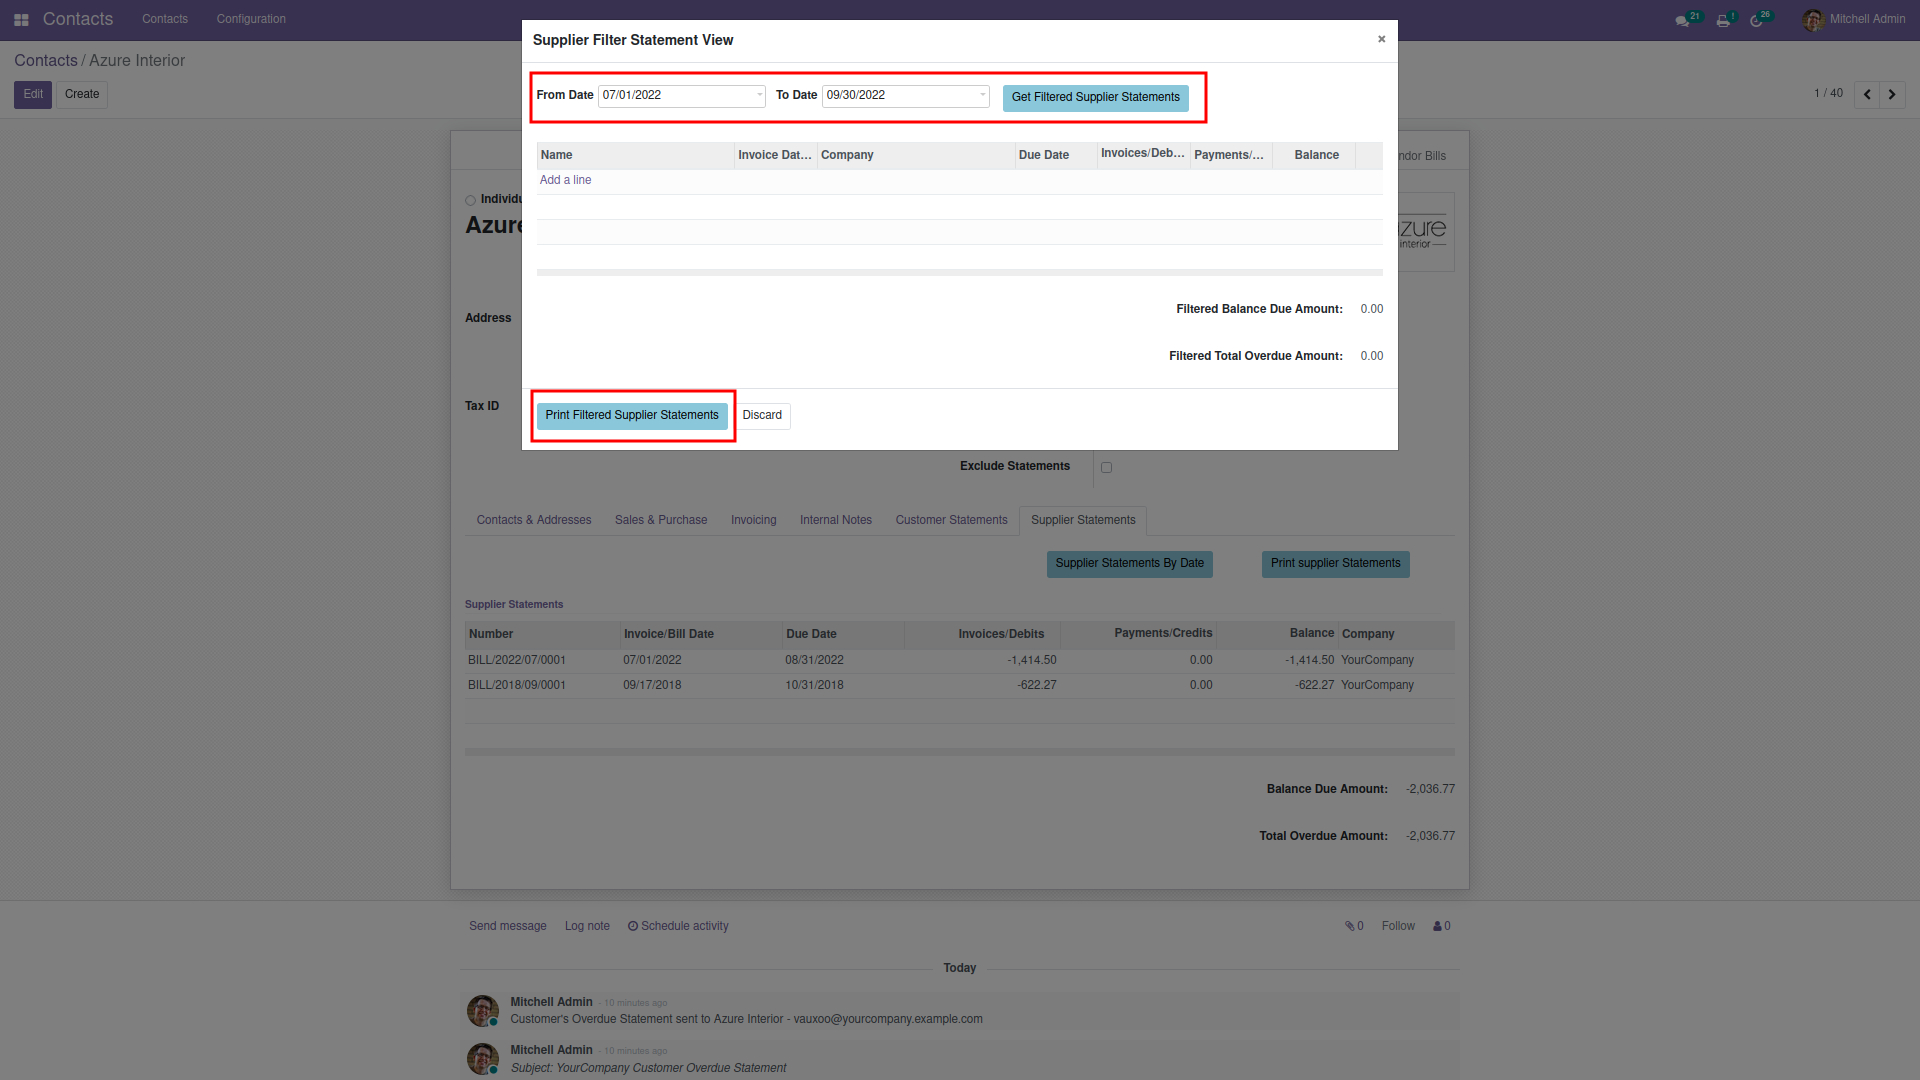 Contacts Contacts Configuration 21 ! 26 Mitchell Admin
Supplier Filter Statement View ×
Contacts / Azure Interior
Edit Create 1 / 40
From Date 07/01/2022 To Date 09/30/2022 Get Filtered Supplier Statements
Name Invoice Dat... Company Due Date Invoices/Deb... Payments/... Balance
ndor Bills
Add a line
Individu
Azure
zure
interior
Filtered Balance Due Amount: 0.00
Address
Filtered Total Overdue Amount: 0.00
Tax ID
Print Filtered Supplier Statements Discard
Exclude Statements
Contacts & Addresses Sales & Purchase Invoicing Internal Notes Customer Statements Supplier Statements
Supplier Statements By Date Print supplier Statements
Supplier Statements
Number Invoice/Bill Date Due Date Invoices/Debits Payments/Credits Balance Company
BILL/2022/07/0001 07/01/2022 08/31/2022 -1,414.50 0.00 -1,414.50 YourCompany
BILL/2018/09/0001 09/17/2018 10/31/2018 -622.27 0.00 -622.27 YourCompany
Balance Due Amount: -2,036.77
Total Overdue Amount: -2,036.77
Send message Log note Schedule activity 0 Follow 0
Today
Mitchell Admin - 10 minutes ago
Customer's Overdue Statement sent to Azure Interior - vauxoo@yourcompany.example.com
Mitchell Admin - 10 minutes ago
Subject: YourCompany Customer Overdue Statement